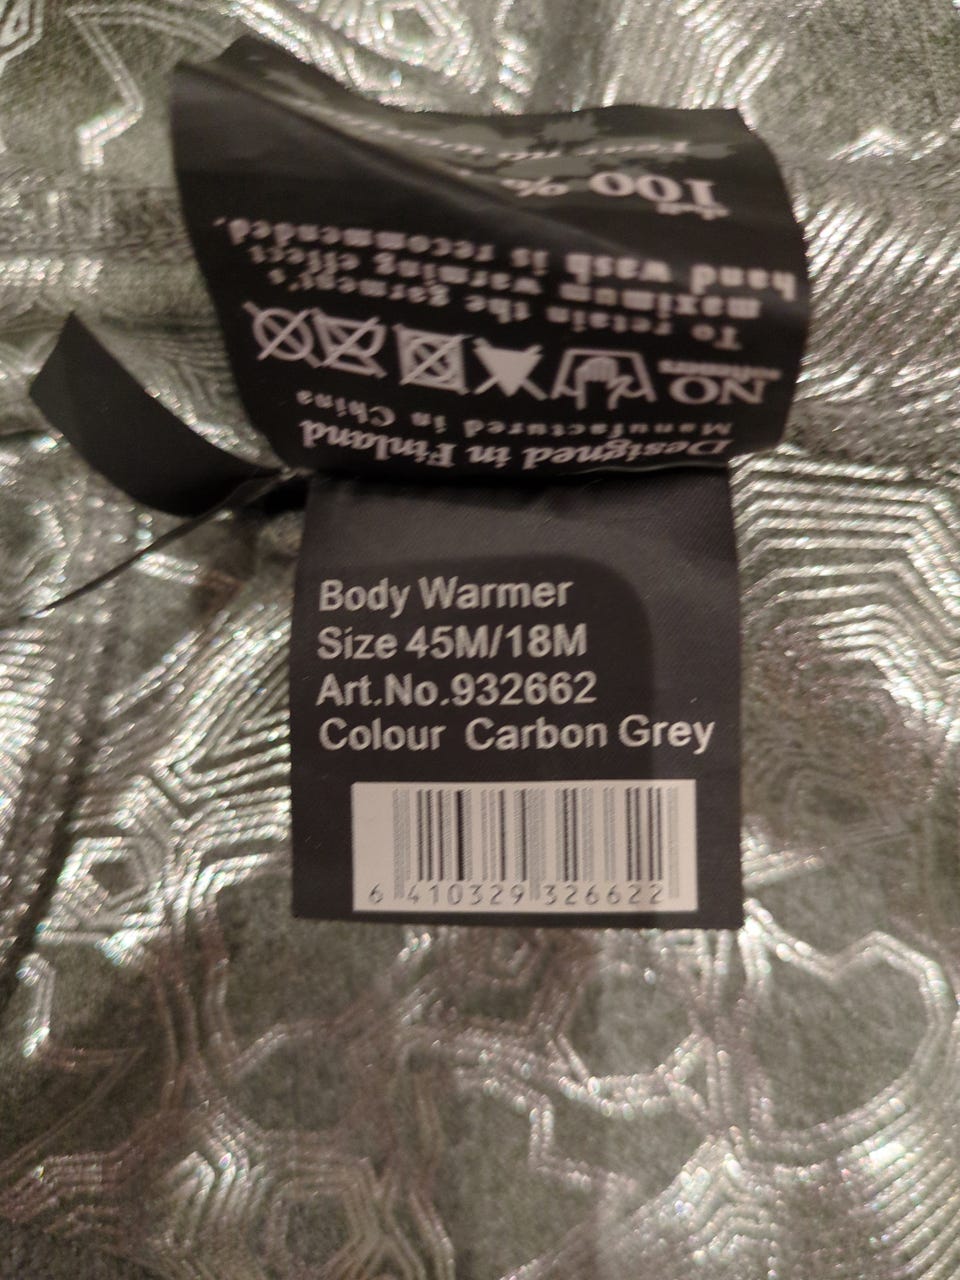 Designed in Finland
Manufactured in China
NO
softeners
To retain the garment's
maximum warming effect
hand wash is recommended.
100 %
Body Warmer
Size 45M/18M
Art.No.932662
Colour Carbon Grey
6 410329 326622